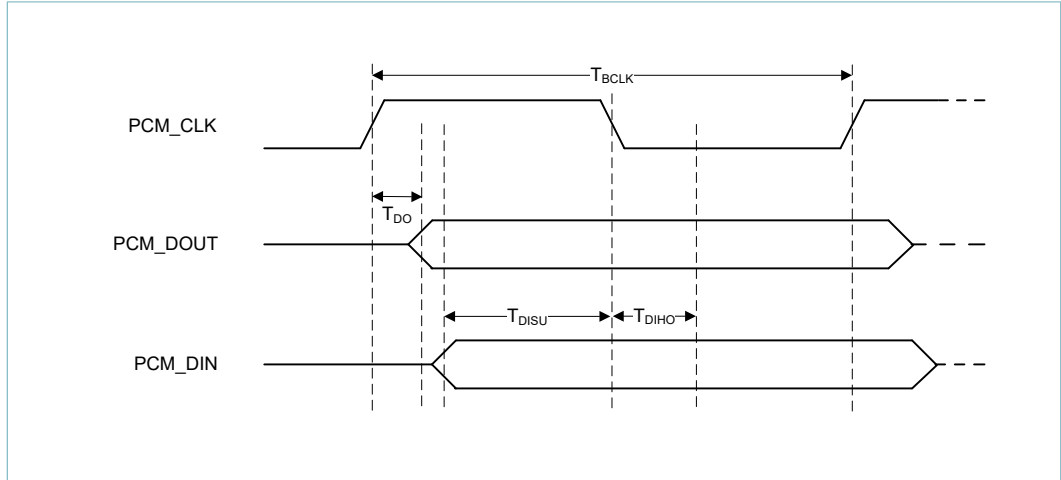 T_BCLK
PCM_CLK
T_DO
PCM_DOUT
T_DISU
T_DIHO
PCM_DIN